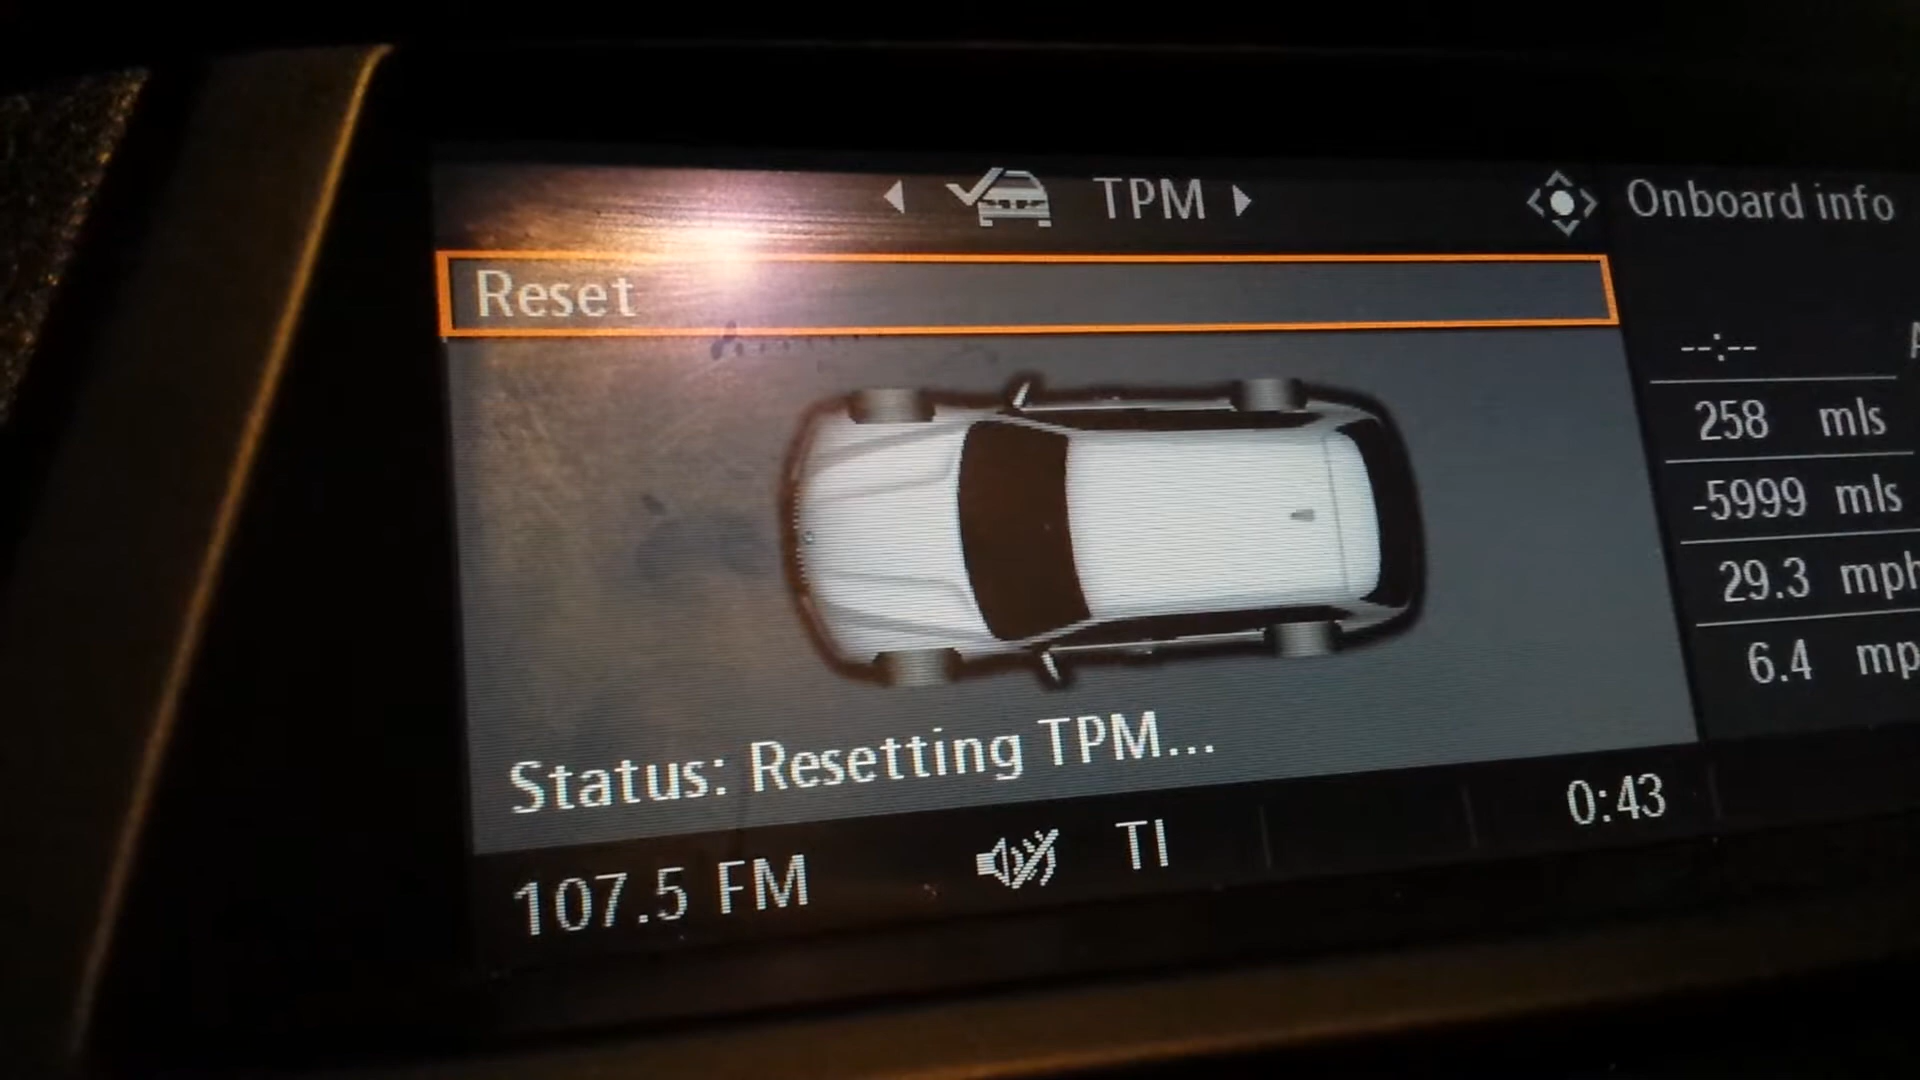 TPM
Onboard info
Reset
--:--
258 mls
-5999 mls
29.3 mph
6.4
Status: Resetting TPM...
0:43
107.5 FM
TI